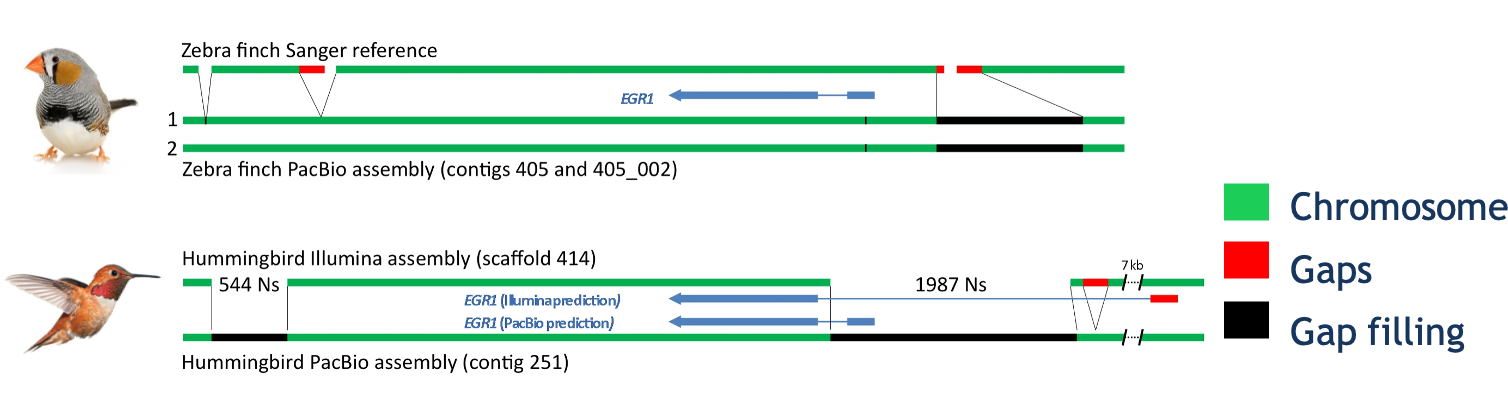 Zebra finch Sanger reference
EGR1
1
2
Zebra finch PacBio assembly (contigs 405 and 405_002)
Chromosome
Gaps
Gap filling
Hummingbird Illumina assembly (scaffold 414)
7 kb
544 Ns
1987 Ns
EGR1 (Illumina prediction)
EGR1 (PacBio prediction)
Hummingbird PacBio assembly (contig 251)